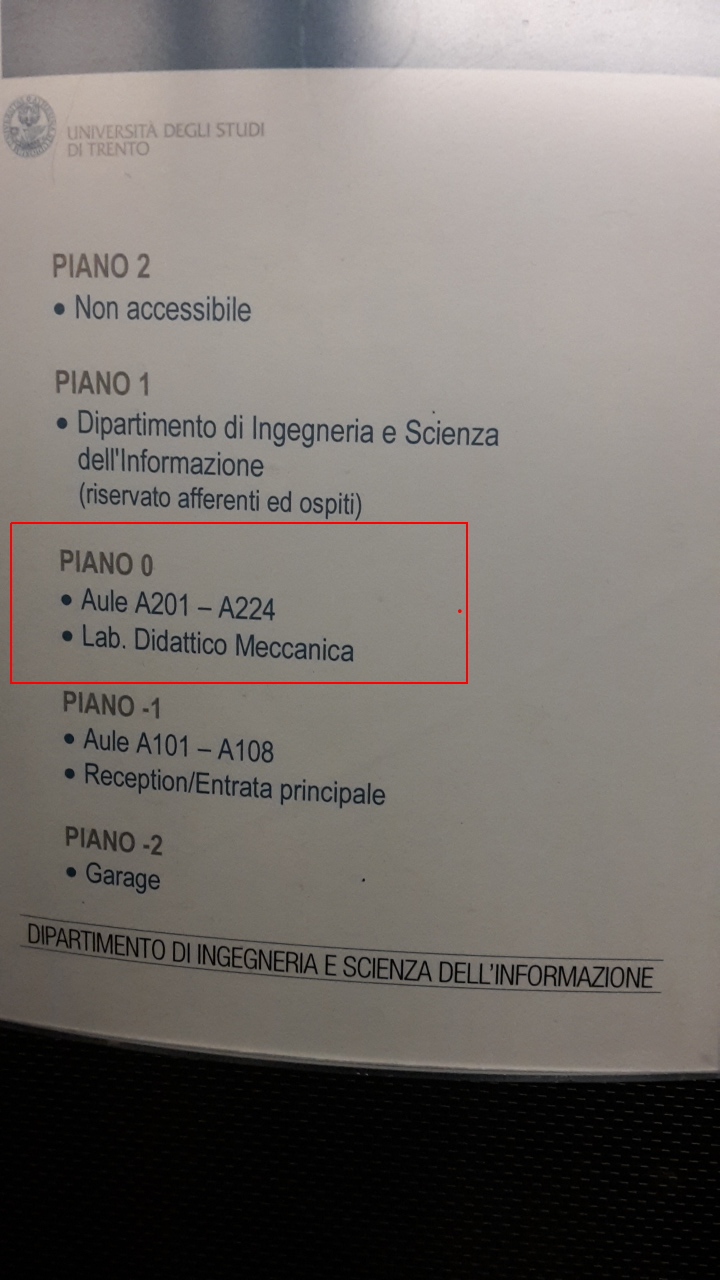 UNIVERSITÀ DEGLI STUDI
DI TRENTO
PIANO 2
• Non accessibile
PIANO 1
• Dipartimento di Ingegneria e Scienza
dell'Informazione
(riservato afferenti ed ospiti)
PIANO 0
• Aule A201 – A224
• Lab. Didattico Meccanica
PIANO -1
• Aule A101 – A108
• Reception/Entrata principale
PIANO -2
• Garage
DIPARTIMENTO DI INGEGNERIA E SCIENZA DELL'INFORMAZIONE